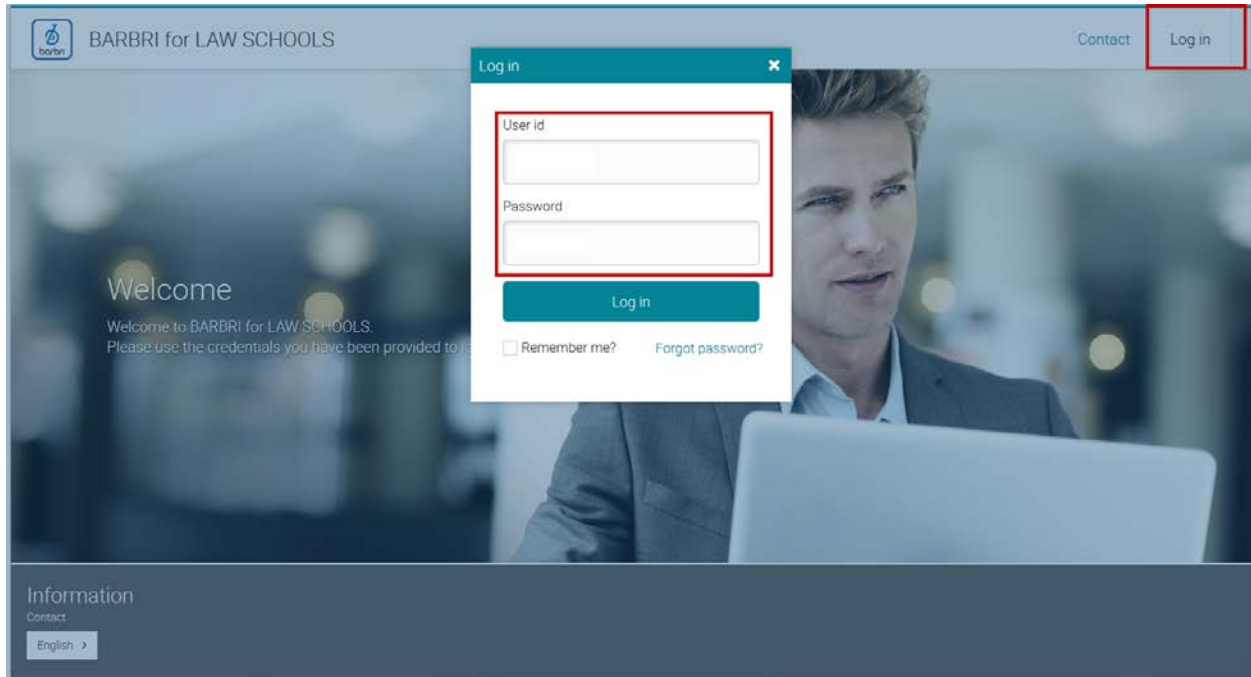 barbri
BARBRI for LAW SCHOOLS
Contact
Log in
Log in
User id
Password
Log in
Remember me?
Forgot password?
Welcome
Welcome to BARBRI for LAW SCHOOLS.
Please use the credentials you have been provided to
Information
Contact
English